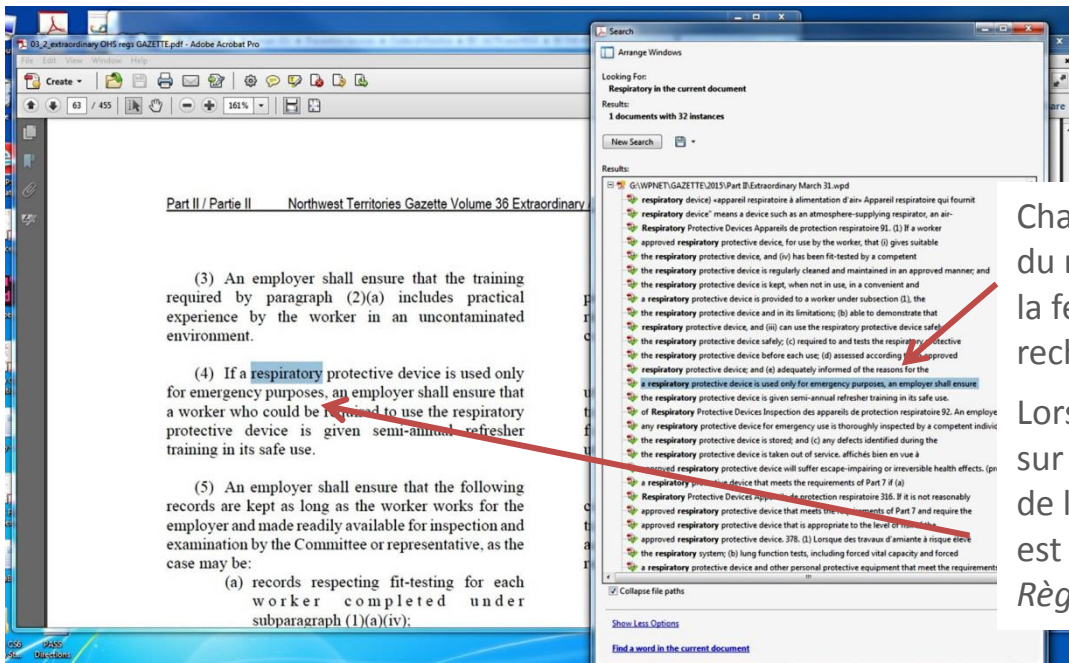 03_2_extraordinary OHS regs GAZETTE.pdf - Adobe Acrobat Pro
File Edit View Window Help
Create
63 / 455
161%
Part II / Partie II Northwest Territories Gazette Volume 36 Extraordinary
(3) An employer shall ensure that the training
required by paragraph (2)(a) includes practical
experience by the worker in an uncontaminated
environment.
(4) If a respiratory protective device is used only
for emergency purposes, an employer shall ensure that
a worker who could be required to use the respiratory
protective device is given semi-annual refresher
training in its safe use.
(5) An employer shall ensure that the following
records are kept as long as the worker works for the
employer and made readily available for inspection and
examination by the Committee or representative, as the
case may be:
(a) records respecting fit-testing for each
worker completed under
subparagraph (1)(a)(iv);
PASS
Directions
Search
Arrange Windows
Looking For:
Respiratory in the current document
Results:
1 documents with 32 instances
New Search
Results:
G:\WPNET\GAZETTE\2015\Part II\Extraordinary March 31.wpd
respiratory device) «appareil respiratoire à alimentation d'air» Appareil respiratoire qui fournit
respiratory device" means a device such as an atmosphere-supplying respirator, an air-
Respiratory Protective Devices Appareils de protection respiratoire 91. (1) If a worker
approved respiratory protective device, for use by the worker, that (i) gives suitable
the respiratory protective device, and (iv) has been fit-tested by a competent
the respiratory protective device is regularly cleaned and maintained in an approved manner; and
the respiratory protective device is kept, when not in use, in a convenient and
a respiratory protective device is provided to a worker under subsection (1), the
the respiratory protective device and in its limitations; (b) able to demonstrate that
respiratory protective device, and (iii) can use the respiratory protective device safely
the respiratory protective device safely; (c) required to and tests the respiratory protective
the respiratory protective device before each use; (d) assessed according to approved
respiratory protective device; and (e) adequately informed of the reasons for the
a respiratory protective device is used only for emergency purposes, an employer shall ensure
the respiratory protective device is given semi-annual refresher training in its safe use.
of Respiratory Protective Devices Inspection des appareils de protection respiratoire 92. An employe
any respiratory protective device for emergency use is thoroughly inspected by a competent individ
the respiratory protective device is stored; and (c) any defects identified during the
the respiratory protective device is taken out of service. affichés bien en vue à
approved respiratory protective device will suffer escape-impairing or irreversible health effects. (pr
a respiratory protective device that meets the requirements of Part 7 if (a)
Respiratory Protective Devices Appareils de protection respiratoire 316. If it is not reasonably
approved respiratory protective device that meets the requirements of Part 7 and require the
approved respiratory protective device that is appropriate to the level of risk of the
approved respiratory protective device. 378. (1) Lorsque des travaux d'amiante à risque élevé
the respiratory system; (b) lung function tests, including forced vital capacity and forced
a respiratory protective device and other personal protective equipment that meet the requirements
Collapse file paths
Show Less Options
Find a word in the current document
Cha
du
la fe
rech
Lors
sur
de l
est
Règ